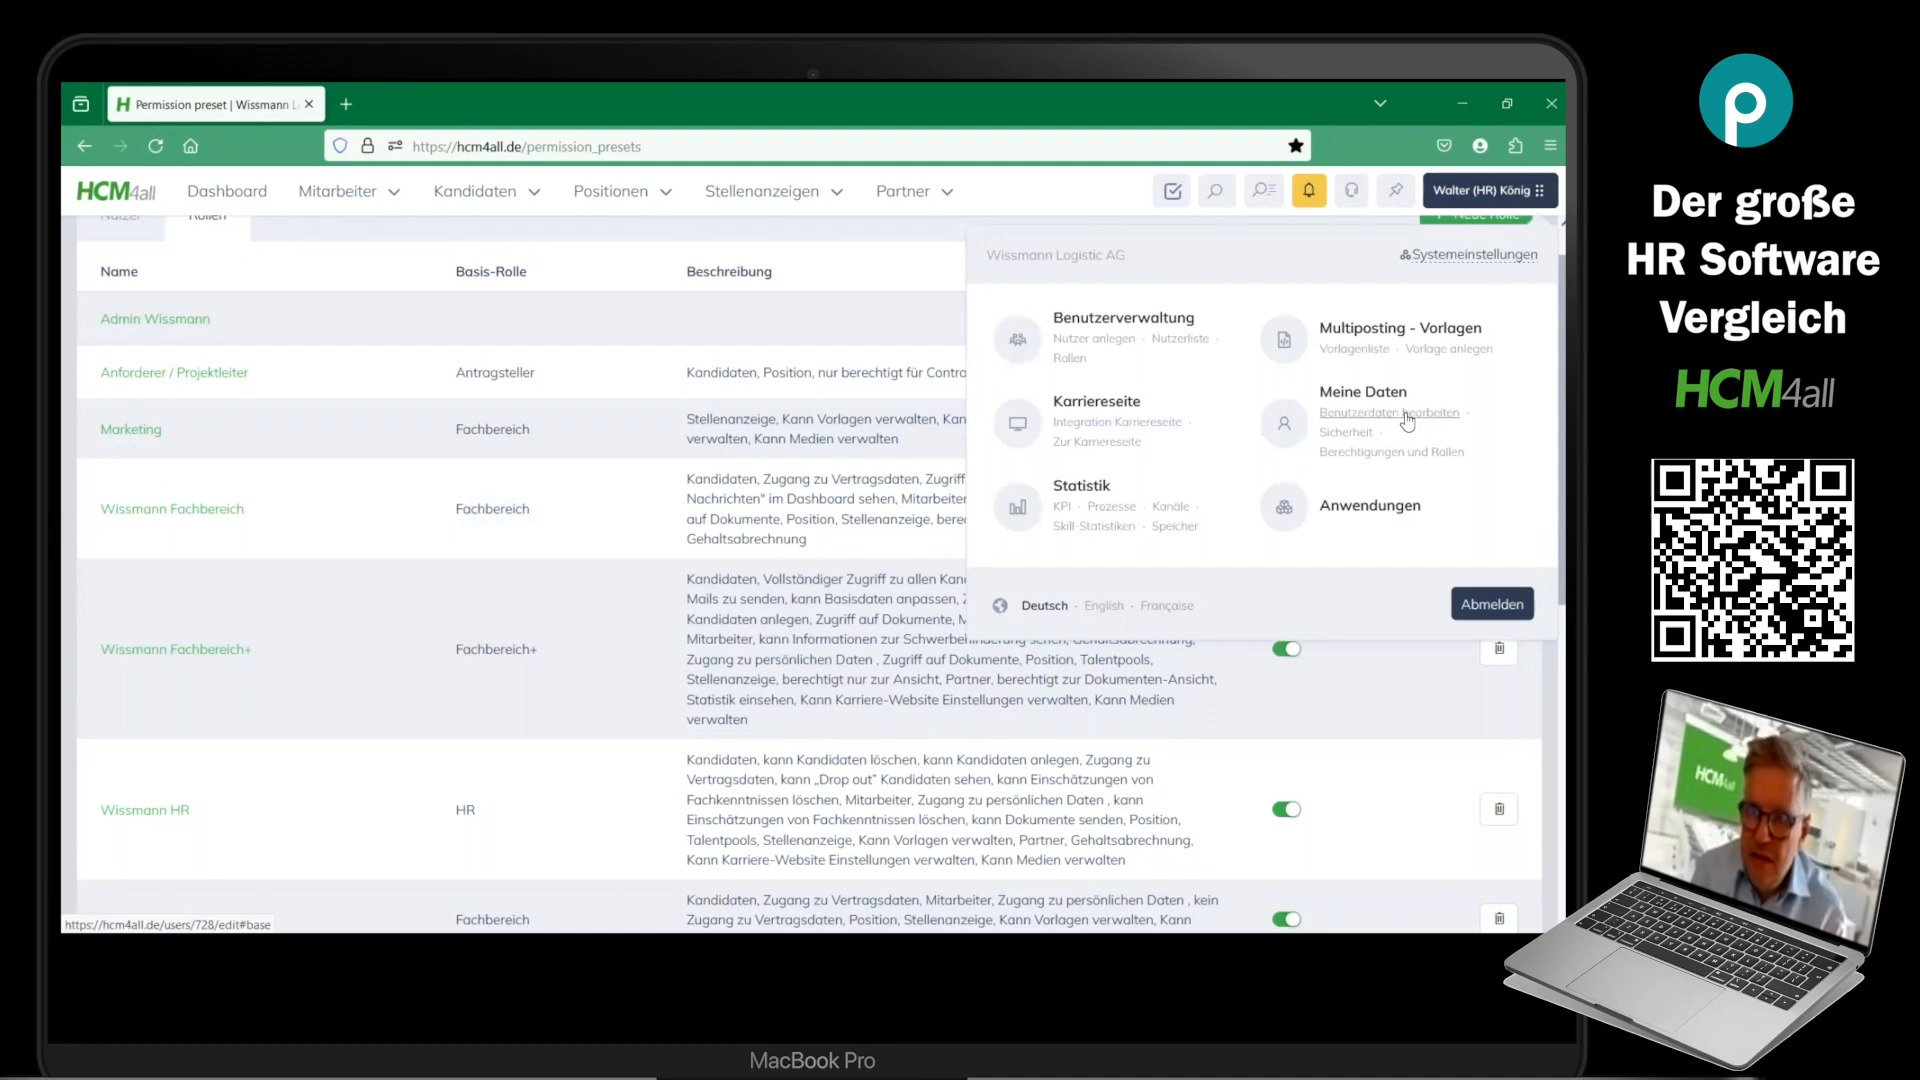 Permission preset | Wissmann L
https://hcm4all.de/permission_presets
HCM4all
Dashboard
Mitarbeiter
Kandidaten
Positionen
Stellenanzeigen
Partner
Walter (HR) König
Nutzer
Rollen
Neue Rolle
Name
Basis-Rolle
Beschreibung
Admin Wissmann
Anforderer / Projektleiter
Antragsteller
Kandidaten, Position, nur berechtigt für Contra
Marketing
Fachbereich
Stellenanzeige, Kann Vorlagen verwalten, Kan
verwalten, Kann Medien verwalten
Wissmann Fachbereich
Fachbereich
Kandidaten, Zugang zu Vertragsdaten, Zugriff
Nachrichten" im Dashboard sehen, Mitarbeiter
auf Dokumente, Position, Stellenanzeige, bere
Gehaltsabrechnung
Wissmann Fachbereich+
Fachbereich+
Kandidaten, Vollständiger Zugriff zu allen Kan
Mails zu senden, kann Basisdaten anpassen, Z
Kandidaten anlegen, Zugriff auf Dokumente, M
Mitarbeiter, kann Informationen zur Schwerbehinderung sehen, Gehaltsabrechnung,
Zugang zu persönlichen Daten , Zugriff auf Dokumente, Position, Talentpools,
Stellenanzeige, berechtigt nur zur Ansicht, Partner, berechtigt zur Dokumenten-Ansicht,
Statistik einsehen, Kann Karriere-Website Einstellungen verwalten, Kann Medien
verwalten
Wissmann HR
HR
Kandidaten, kann Kandidaten löschen, kann Kandidaten anlegen, Zugang zu
Vertragsdaten, kann „Drop out" Kandidaten sehen, kann Einschätzungen von
Fachkenntnissen löschen, Mitarbeiter, Zugang zu persönlichen Daten , kann
Einschätzungen von Fachkenntnissen löschen, kann Dokumente senden, Position,
Talentpools, Stellenanzeige, Kann Vorlagen verwalten, Partner, Gehaltsabrechnung,
Kann Karriere-Website Einstellungen verwalten, Kann Medien verwalten
Fachbereich
Kandidaten, Zugang zu Vertragsdaten, Mitarbeiter, Zugang zu persönlichen Daten , kein
Zugang zu Vertragsdaten, Position, Stellenanzeige, Kann Vorlagen verwalten, Kann
https://hcm4all.de/users/728/edit#base
Wissmann Logistic AG
Systemeinstellungen
Benutzerverwaltung
Nutzer anlegen · Nutzerliste ·
Rollen
Karriereseite
Integration Karriereseite ·
Zur Karriereseite
Statistik
KPI · Prozesse · Kanäle ·
Skill-Statistiken · Speicher
Multiposting - Vorlagen
Vorlagenliste · Vorlage anlegen
Meine Daten
Benutzerdaten bearbeiten ·
Sicherheit ·
Berechtigungen und Rollen
Anwendungen
Deutsch · English · Française
Abmelden
MacBook Pro
p
Der große
HR Software
Vergleich
HCM4all
HCM4all